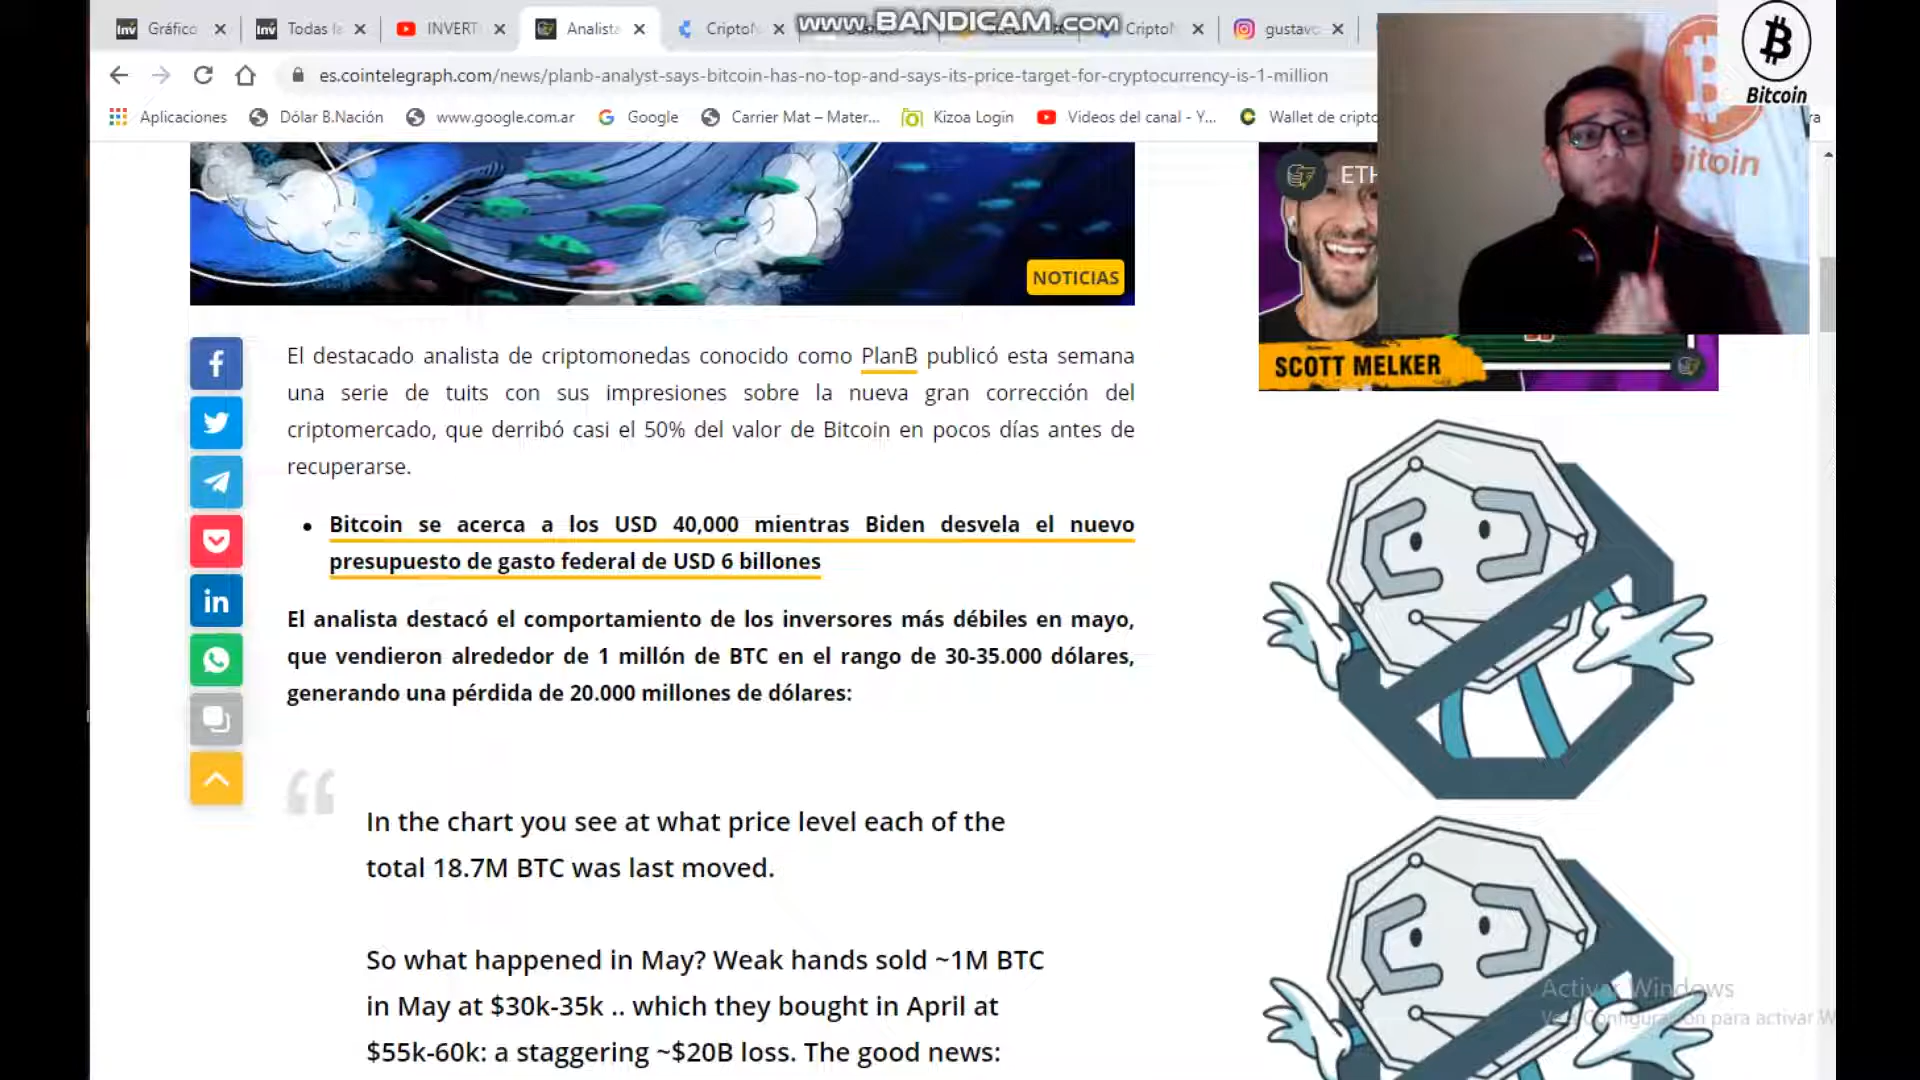 www.BANDICAM.com
Gráfico
Todas la
INVERT
Analista
Cripto
Cripto
gustavo
es.cointelegraph.com/news/planb-analyst-says-bitcoin-has-no-top-and-says-its-price-target-for-cryptocurrency-is-1-million
Aplicaciones
Dólar B.Nación
www.google.com.ar
Google
Carrier Mat – Mater...
Kizoa Login
Videos del canal - Y...
Wallet de cripto
Bitcoin
bitcoin
ETH
NOTICIAS
SCOTT MELKER
El destacado analista de criptomonedas conocido como PlanB publicó esta semana
una serie de tuits con sus impresiones sobre la nueva gran corrección del
criptomercado, que derribó casi el 50% del valor de Bitcoin en pocos días antes de
recuperarse.
Bitcoin se acerca a los USD 40,000 mientras Biden desvela el nuevo
presupuesto de gasto federal de USD 6 billones
El analista destacó el comportamiento de los inversores más débiles en mayo,
que vendieron alrededor de 1 millón de BTC en el rango de 30-35.000 dólares,
generando una pérdida de 20.000 millones de dólares:
In the chart you see at what price level each of the
total 18.7M BTC was last moved.
So what happened in May? Weak hands sold ~1M BTC
in May at $30k-35k .. which they bought in April at
$55k-60k: a staggering ~$20B loss. The good news:
Activar Windows
Ve a Configuración para activar W